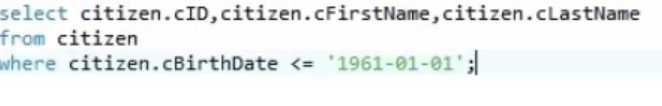 select citizen.cID,citizen.cFirstName,citizen.cLastName
from citizen
where citizen.cBirthDate <= '1961-01-01';